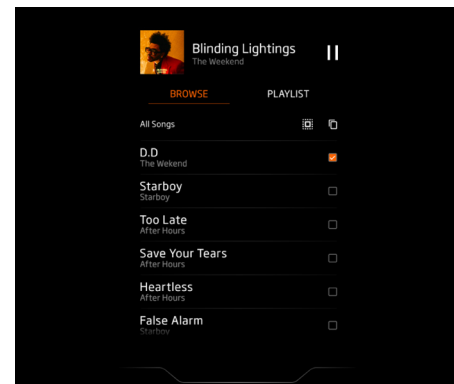 Blinding Lightings
The Weekend
BROWSE PLAYLIST
All Songs
D.D
The Wekend
Starboy
Starboy
Too Late
After Hours
Save Your Tears
After Hours
Heartless
After Hours
False Alarm
Starboy